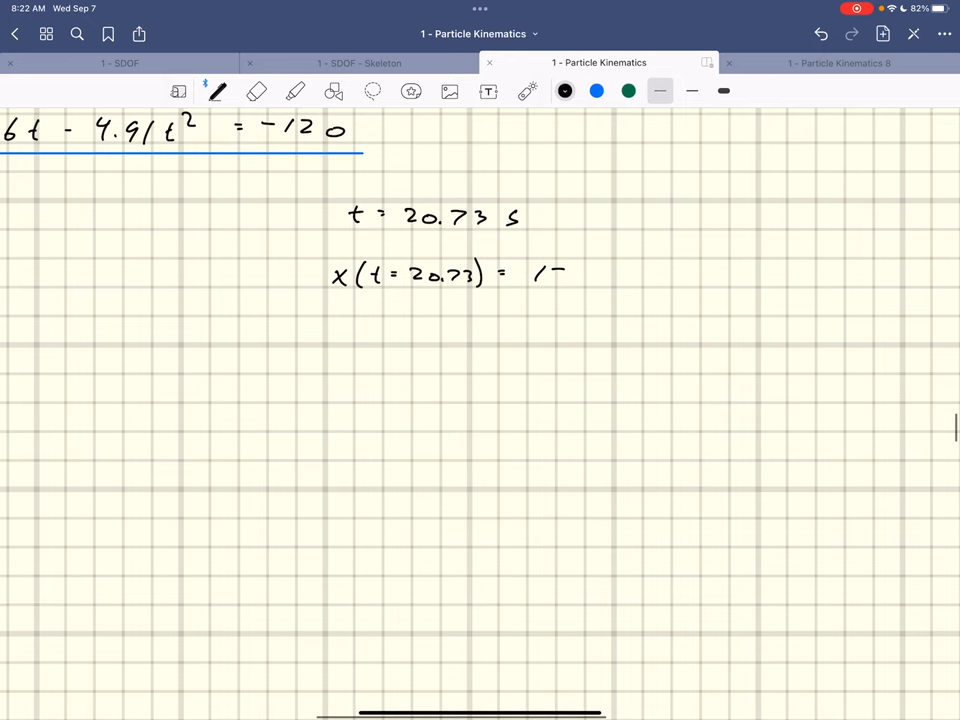 8:22 AM Wed Sep 7
82%
1 - Particle Kinematics
1 - SDOF
1 - SDOF - Skeleton
1 - Particle Kinematics
1 - Particle Kinematics 8
6t - 4.91t² = -120
t = 20.73 s
x(t = 20.73) = 1